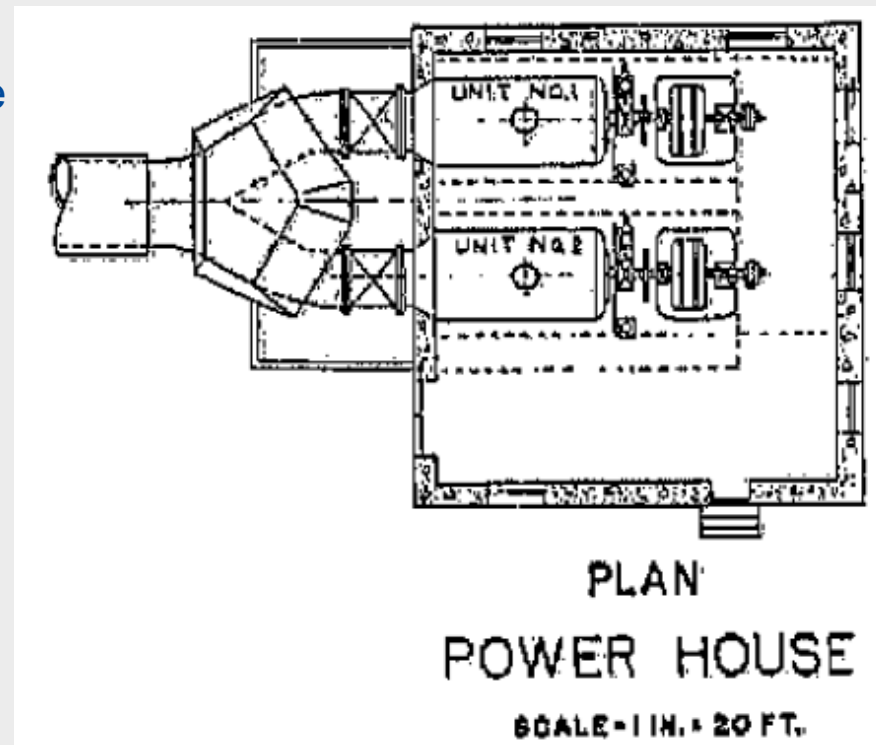 e
UNIT NO.1
UNIT NO.2
PLAN
POWER HOUSE
SCALE=1 IN.=20 FT.